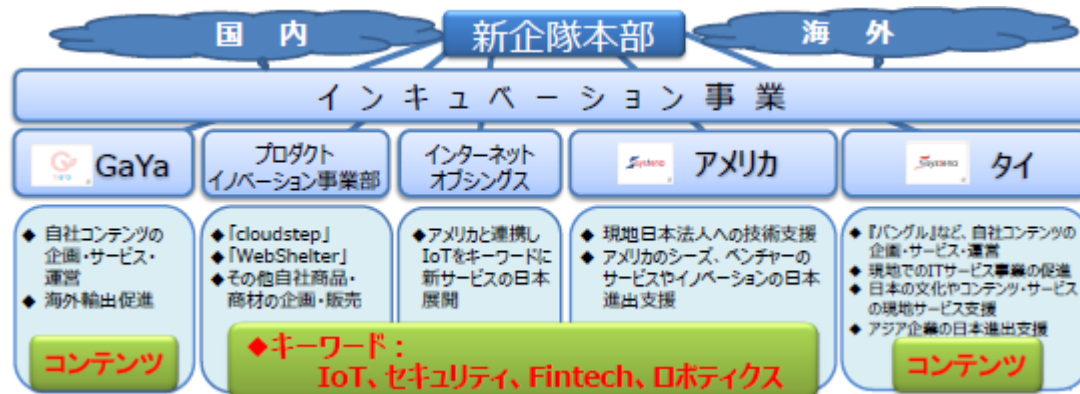 国 内
新企隊本部
海 外
インキュベーション事業
GaYa
プロダクト
イノベーション事業部
インターネット
オブシングス
Systena
アメリカ
Systena
タイ
◆ 自社コンテンツの
企画・サービス・
運営
◆ 海外輸出促進
◆「cloudstep」
◆「WebShelter」
◆その他自社商品・
商材の企画・販売
◆アメリカと連携し
IoTをキーワードに
新サービスの日本
展開
◆ 現地日本法人への技術支援
◆ アメリカのシーズ、ベンチャーの
サービスやイノベーションの日本
進出支援
◆『バングル』など、自社コンテンツの
企画・サービス・運営
◆ 現地でのITサービス事業の促進
◆ 日本の文化やコンテンツ・サービス
の現地サービス支援
◆ アジア企業の日本進出支援
コンテンツ
◆キーワード:
IoT、セキュリティ、Fintech、ロボティクス
コンテンツ